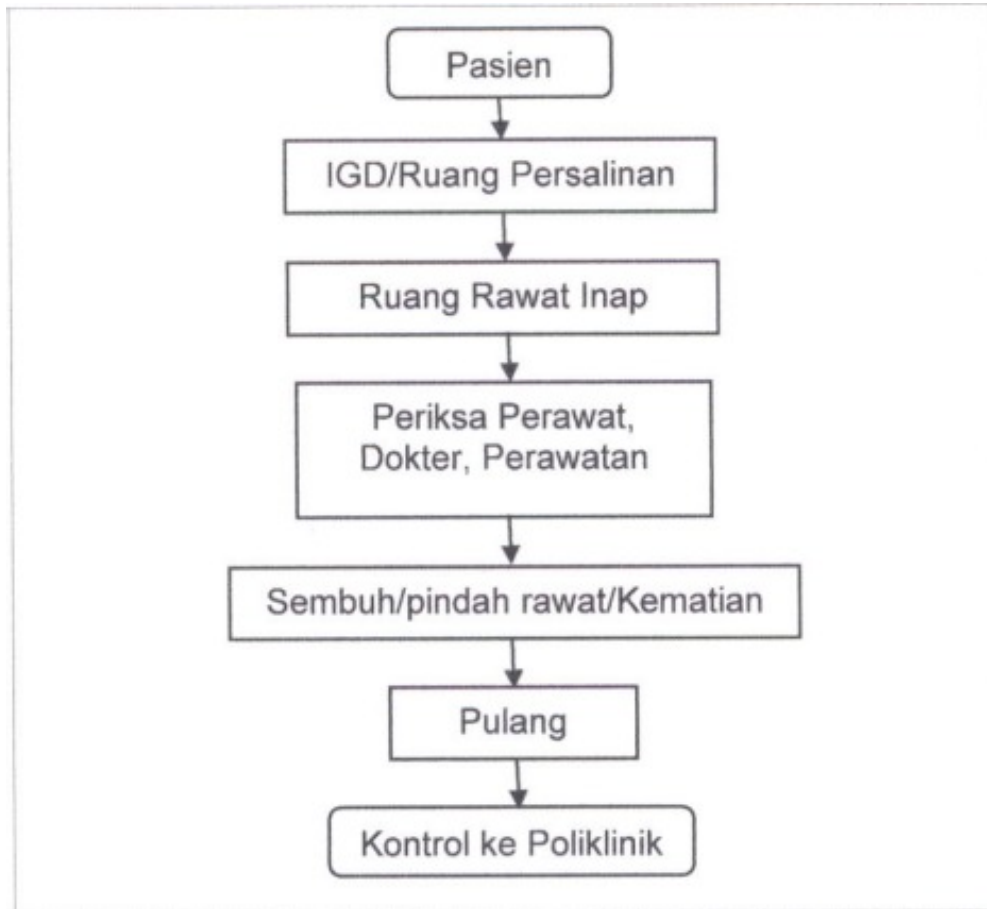 Pasien
IGD/Ruang Persalinan
Ruang Rawat Inap
Periksa Perawat,
Dokter, Perawatan
Sembuh/pindah rawat/Kematian
Pulang
Kontrol ke Poliklinik